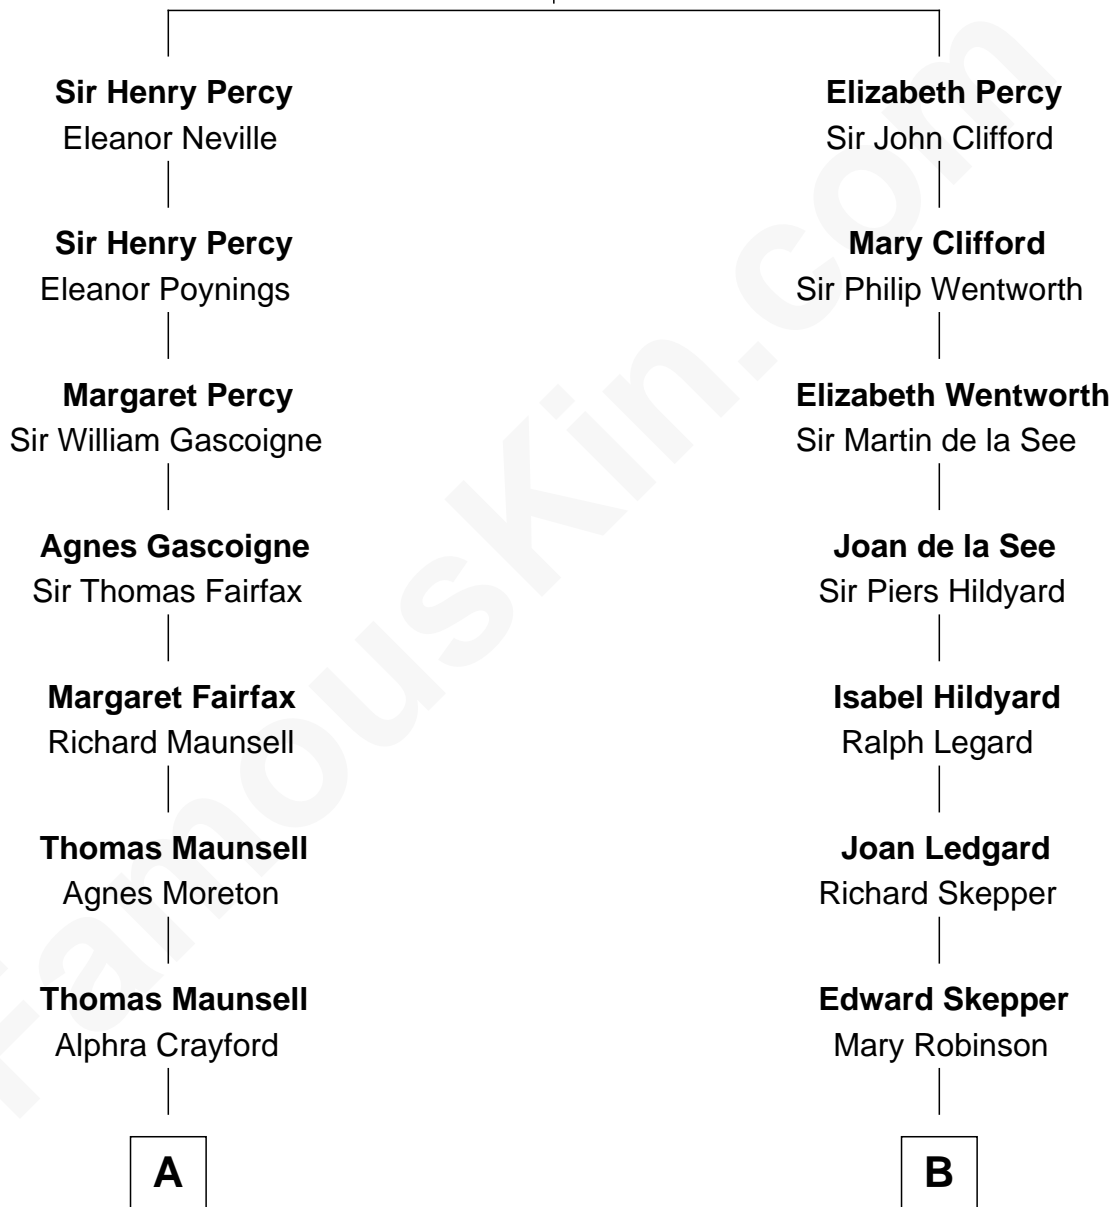 Sir Henry Percy
Eleanor Neville
Sir Henry Percy
Eleanor Poynings
Margaret Percy
Sir William Gascoigne
Agnes Gascoigne
Sir Thomas Fairfax
Margaret Fairfax
Richard Maunsell
Thomas Maunsell
Agnes Moreton
Thomas Maunsell
Alphra Crayford
A
Elizabeth Percy
Sir John Clifford
Mary Clifford
Sir Philip Wentworth
Elizabeth Wentworth
Sir Martin de la See
Joan de la See
Sir Piers Hildyard
Isabel Hildyard
Ralph Legard
Joan Ledgard
Richard Skepper
Edward Skepper
Mary Robinson
B
FamousKin.com